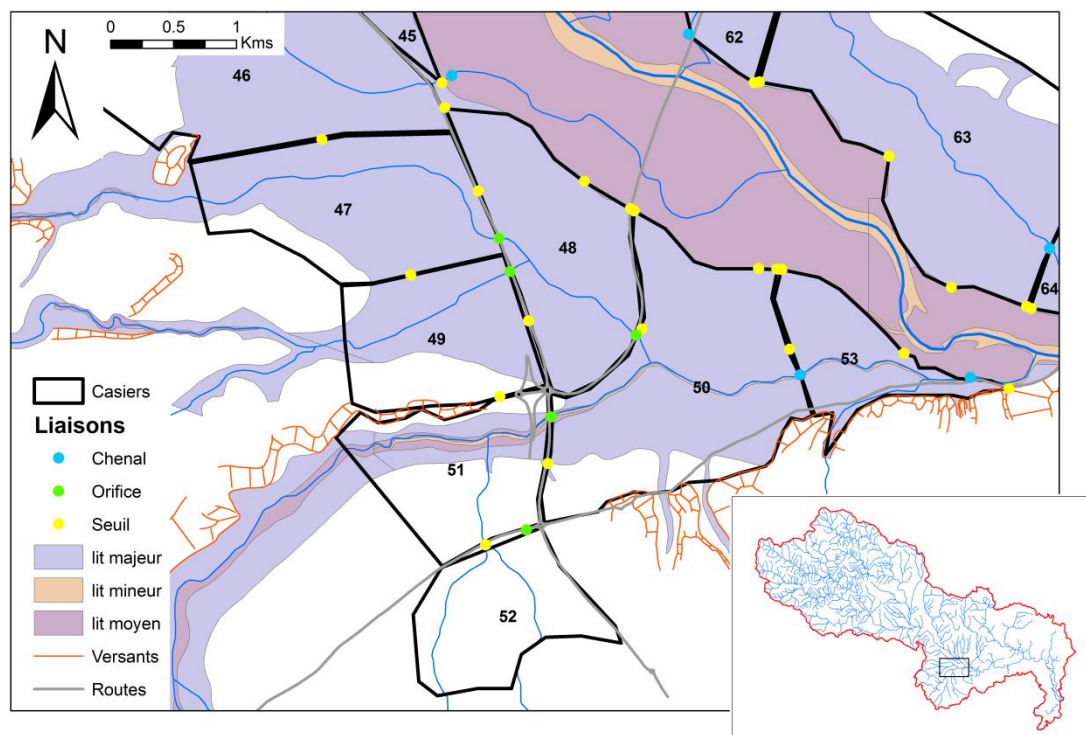 0 0.5 1
Kms
N
45
62
46
63
47
48
64
49
53
50
51
52
Casiers
Liaisons
Chenal
Orifice
Seuil
lit majeur
lit mineur
lit moyen
Versants
Routes